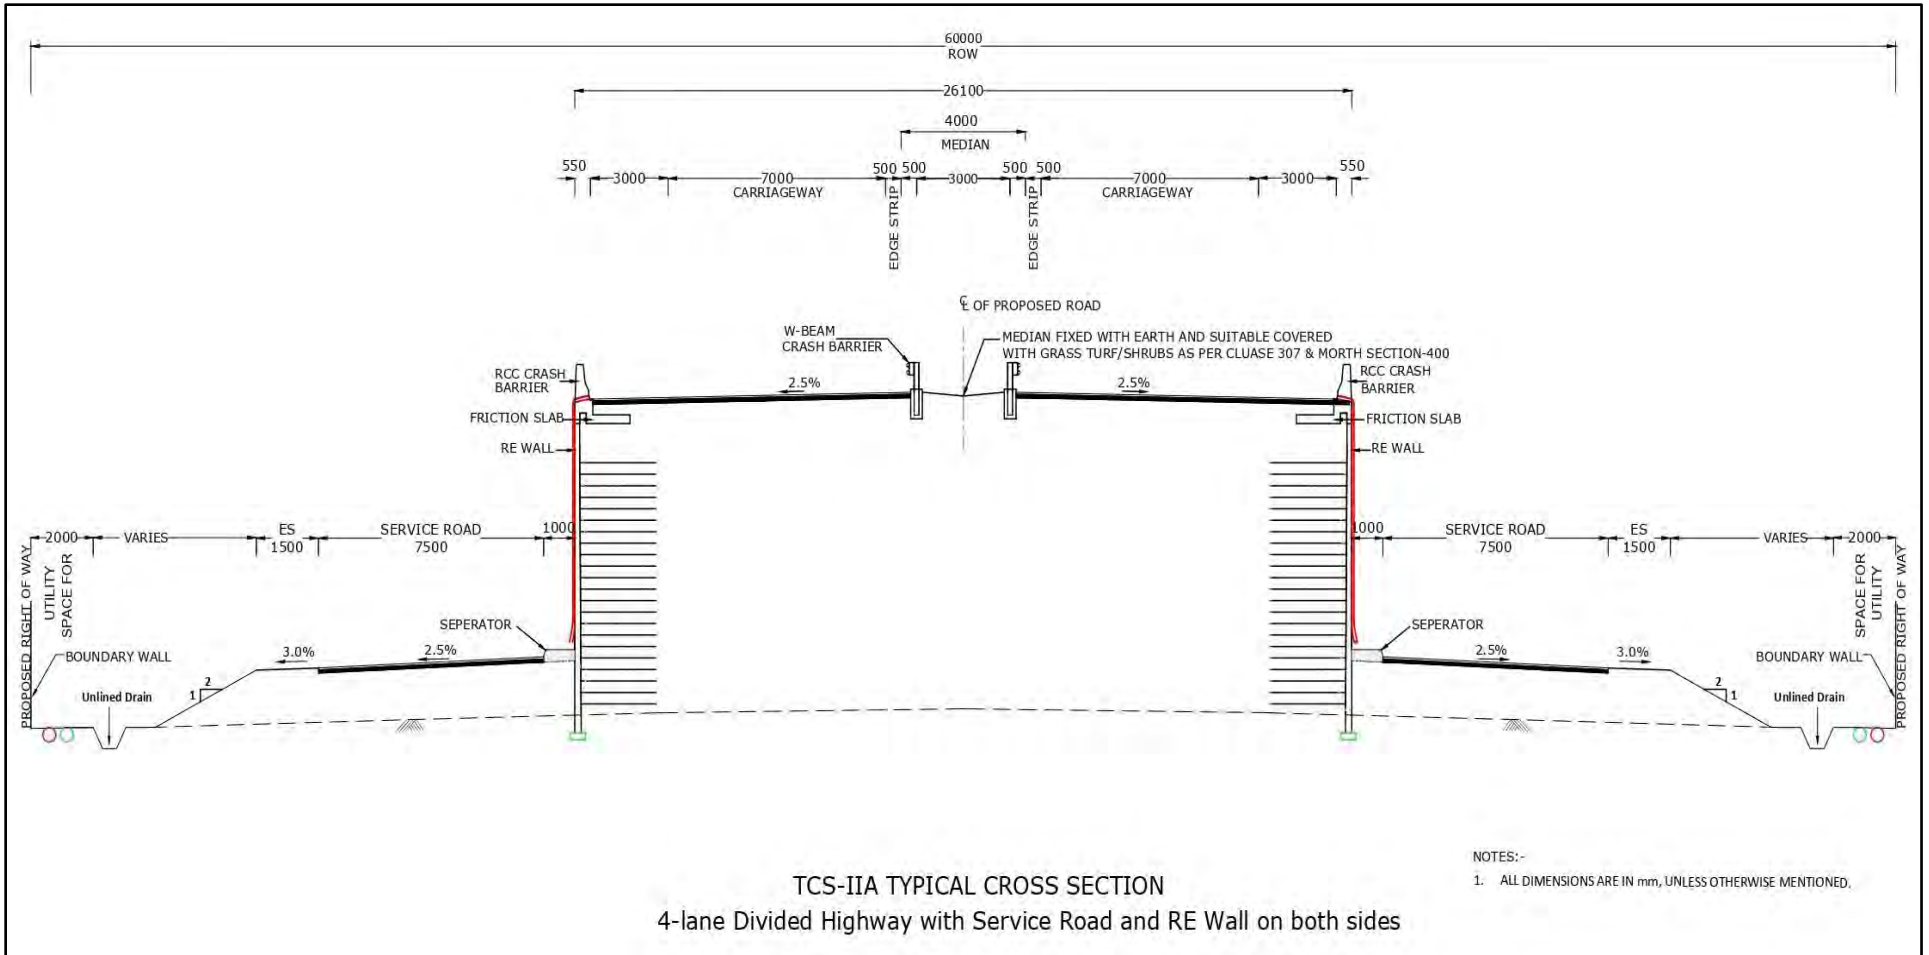 60000
ROW
26100
4000
MEDIAN
550
3000
7000
CARRIAGEWAY
500
500
3000
500
500
7000
CARRIAGEWAY
3000
550
EDGE STRIP
EDGE STRIP
℄ OF PROPOSED ROAD
W-BEAM
CRASH BARRIER
MEDIAN FIXED WITH EARTH AND SUITABLE COVERED
WITH GRASS TURF/SHRUBS AS PER CLUASE 307 & MORTH SECTION-400
RCC CRASH
BARRIER
2.5%
2.5%
RCC CRASH
BARRIER
FRICTION SLAB
FRICTION SLAB
RE WALL
RE WALL
2000
VARIES
ES
1500
SERVICE ROAD
7500
1000
1000
SERVICE ROAD
7500
ES
1500
VARIES
2000
PROPOSED RIGHT OF WAY
UTILITY
SPACE FOR
SPACE FOR
UTILITY
PROPOSED RIGHT OF WAY
SEPERATOR
SEPERATOR
BOUNDARY WALL
3.0%
2.5%
2.5%
3.0%
BOUNDARY WALL
2
1
Unlined Drain
2
1
Unlined Drain
NOTES:-
1. ALL DIMENSIONS ARE IN mm, UNLESS OTHERWISE MENTIONED.
TCS-IIA TYPICAL CROSS SECTION
4-lane Divided Highway with Service Road and RE Wall on both sides